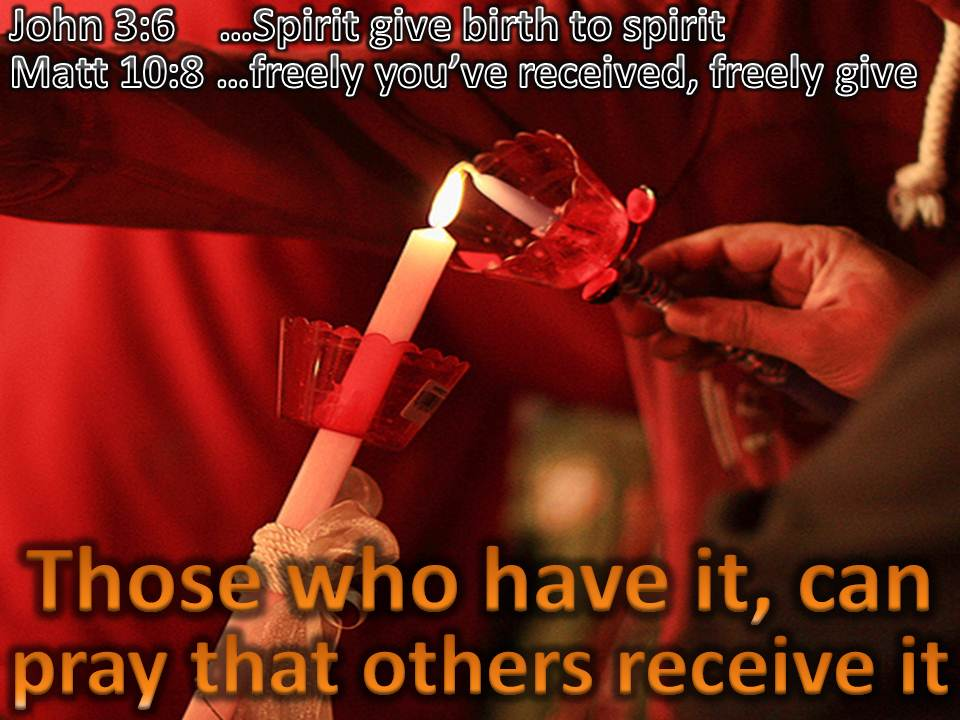 John 3:6 ...Spirit give birth to spirit
Matt 10:8 ...freely you've received, freely give
Those who have it, can
pray that others receive it